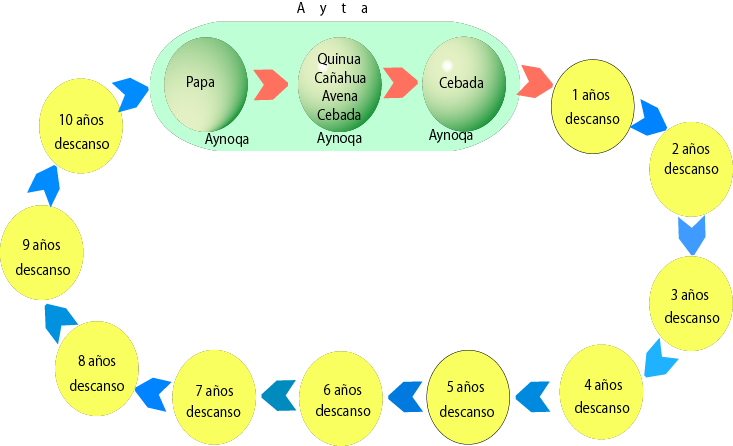 A y t a
Papa
Aynoqa
Quinua
Cañahua
Avena
Cebada
Aynoqa
Cebada
Aynoqa
1 años
descanso
2 años
descanso
3 años
descanso
4 años
descanso
5 años
descanso
6 años
descanso
7 años
descanso
8 años
descanso
9 años
descanso
10 años
descanso